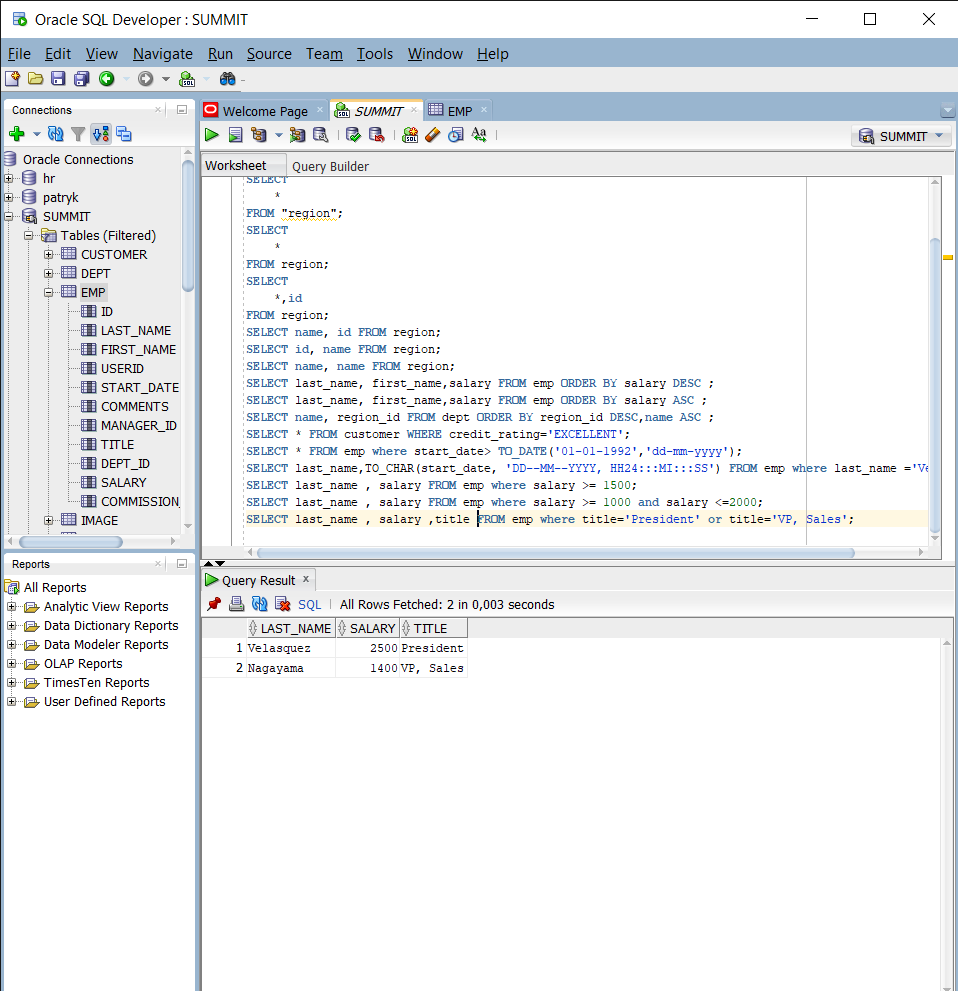 Oracle SQL Developer : SUMMIT
File Edit View Navigate Run Source Team Tools Window Help
Connections
Oracle Connections
hr
patryk
SUMMIT
Tables (Filtered)
CUSTOMER
DEPT
EMP
ID
LAST_NAME
FIRST_NAME
USERID
START_DATE
COMMENTS
MANAGER_ID
TITLE
DEPT_ID
SALARY
COMMISSION_
IMAGE
Reports
All Reports
Analytic View Reports
Data Dictionary Reports
Data Modeler Reports
OLAP Reports
TimesTen Reports
User Defined Reports
Welcome Page SUMMIT EMP
SUMMIT
Worksheet Query Builder
SELECT
*
FROM "region";
SELECT
*
FROM region;
SELECT
*,id
FROM region;
SELECT name, id FROM region;
SELECT id, name FROM region;
SELECT name, name FROM region;
SELECT last_name, first_name,salary FROM emp ORDER BY salary DESC ;
SELECT last_name, first_name,salary FROM emp ORDER BY salary ASC ;
SELECT name, region_id FROM dept ORDER BY region_id DESC,name ASC ;
SELECT * FROM customer WHERE credit_rating='EXCELLENT';
SELECT * FROM emp where start_date> TO_DATE('01-01-1992','dd-mm-yyyy');
SELECT last_name,TO_CHAR(start_date, 'DD--MM--YYYY, HH24:::MI:::SS') FROM emp where last_name ='Ve
SELECT last_name , salary FROM emp where salary >= 1500;
SELECT last_name , salary FROM emp where salary >= 1000 and salary <=2000;
SELECT last_name , salary ,title FROM emp where title='President' or title='VP, Sales';
Query Result
SQL All Rows Fetched: 2 in 0,003 seconds
LAST_NAME SALARY TITLE
1 Velasquez 2500 President
2 Nagayama 1400 VP, Sales